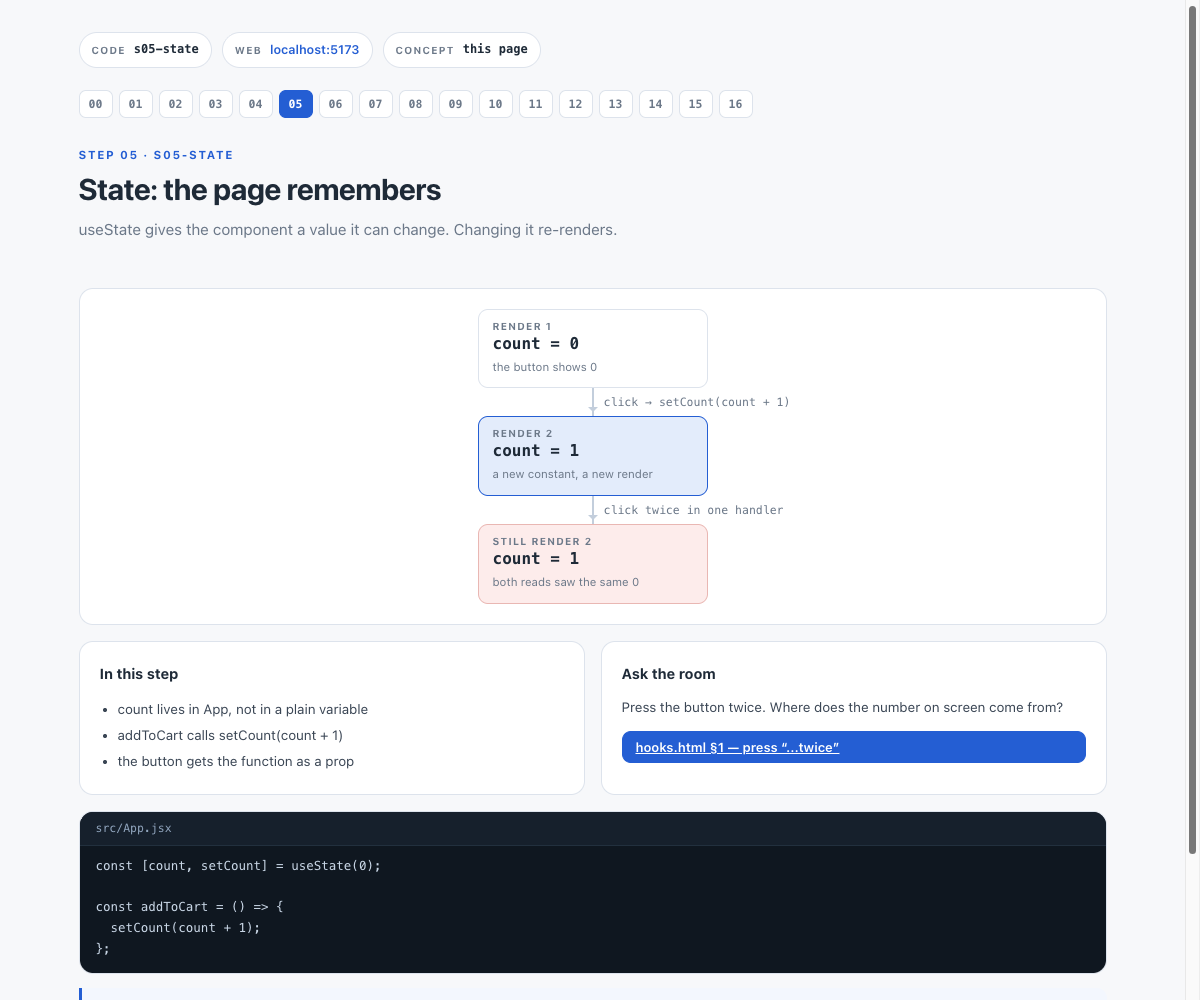 CODE s05-state WEB localhost:5173 CONCEPT this page
00 01 02 03 04 05 06 07 08 09 10 11 12 13 14 15 16
STEP 05 · S05-STATE
State: the page remembers
useState gives the component a value it can change. Changing it re-renders.
RENDER 1
count = 0
the button shows 0
click → setCount(count + 1)
RENDER 2
count = 1
a new constant, a new render
click twice in one handler
STILL RENDER 2
count = 1
both reads saw the same 0
In this step
• count lives in App, not in a plain variable
• addToCart calls setCount(count + 1)
• the button gets the function as a prop
Ask the room
Press the button twice. Where does the number on screen come from?
hooks.html §1 — press “…twice”
src/App.jsx
const [count, setCount] = useState(0);
const addToCart = () => {
  setCount(count + 1);
};